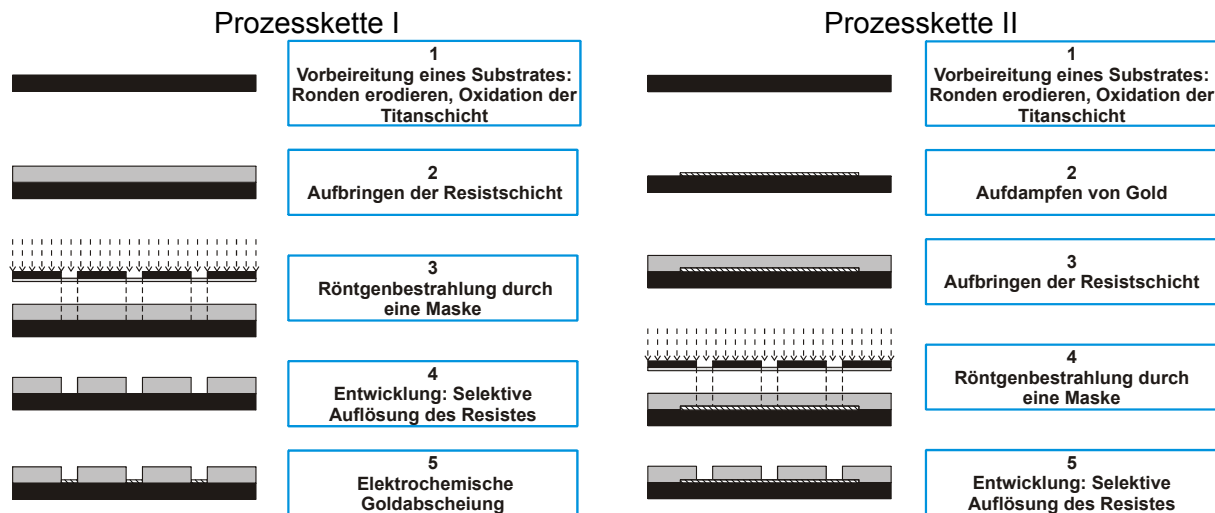 Prozesskette I
1
Vorbeireitung eines Substrates:
Ronden erodieren, Oxidation der
Titanschicht
2
Aufbringen der Resistschicht
3
Röntgenbestrahlung durch
eine Maske
4
Entwicklung: Selektive
Auflösung des Resistes
5
Elektrochemische
Goldabscheiung
Prozesskette II
1
Vorbeireitung eines Substrates:
Ronden erodieren, Oxidation der
Titanschicht
2
Aufdampfen von Gold
3
Aufbringen der Resistschicht
4
Röntgenbestrahlung durch
eine Maske
5
Entwicklung: Selektive
Auflösung des Resistes